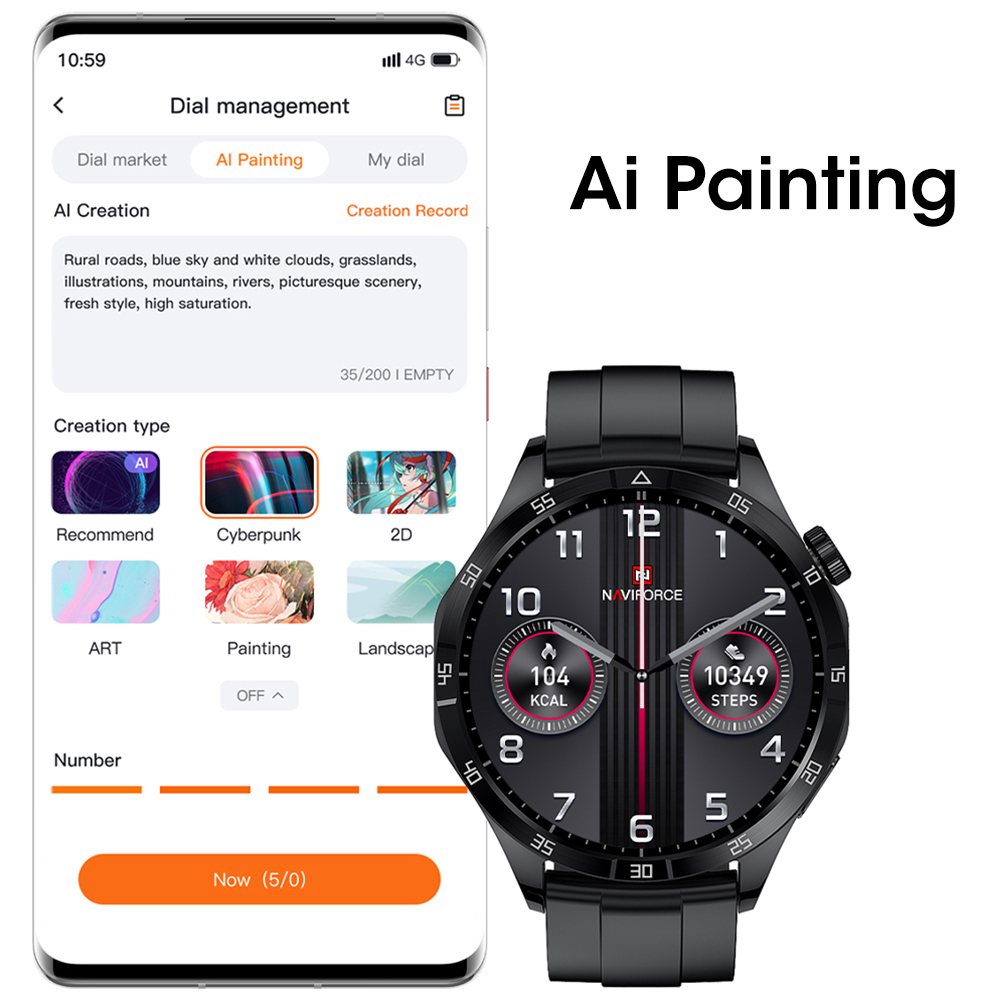 10:59
4G
Dial management
Dial market
AI Painting
My dial
AI Creation
Creation Record
Rural roads, blue sky and white clouds, grasslands,
illustrations, mountains, rivers, picturesque scenery,
fresh style, high saturation.
35/200 I EMPTY
Creation type
AI
Recommend
Cyberpunk
2D
ART
Painting
Landscap
OFF
Number
Now (5/0)
Ai Painting
55
05
50
10
45
15
40
20
35
25
30
12
11
1
10
2
8
4
7
5
6
NAVIFORCE
104
KCAL
10349
STEPS